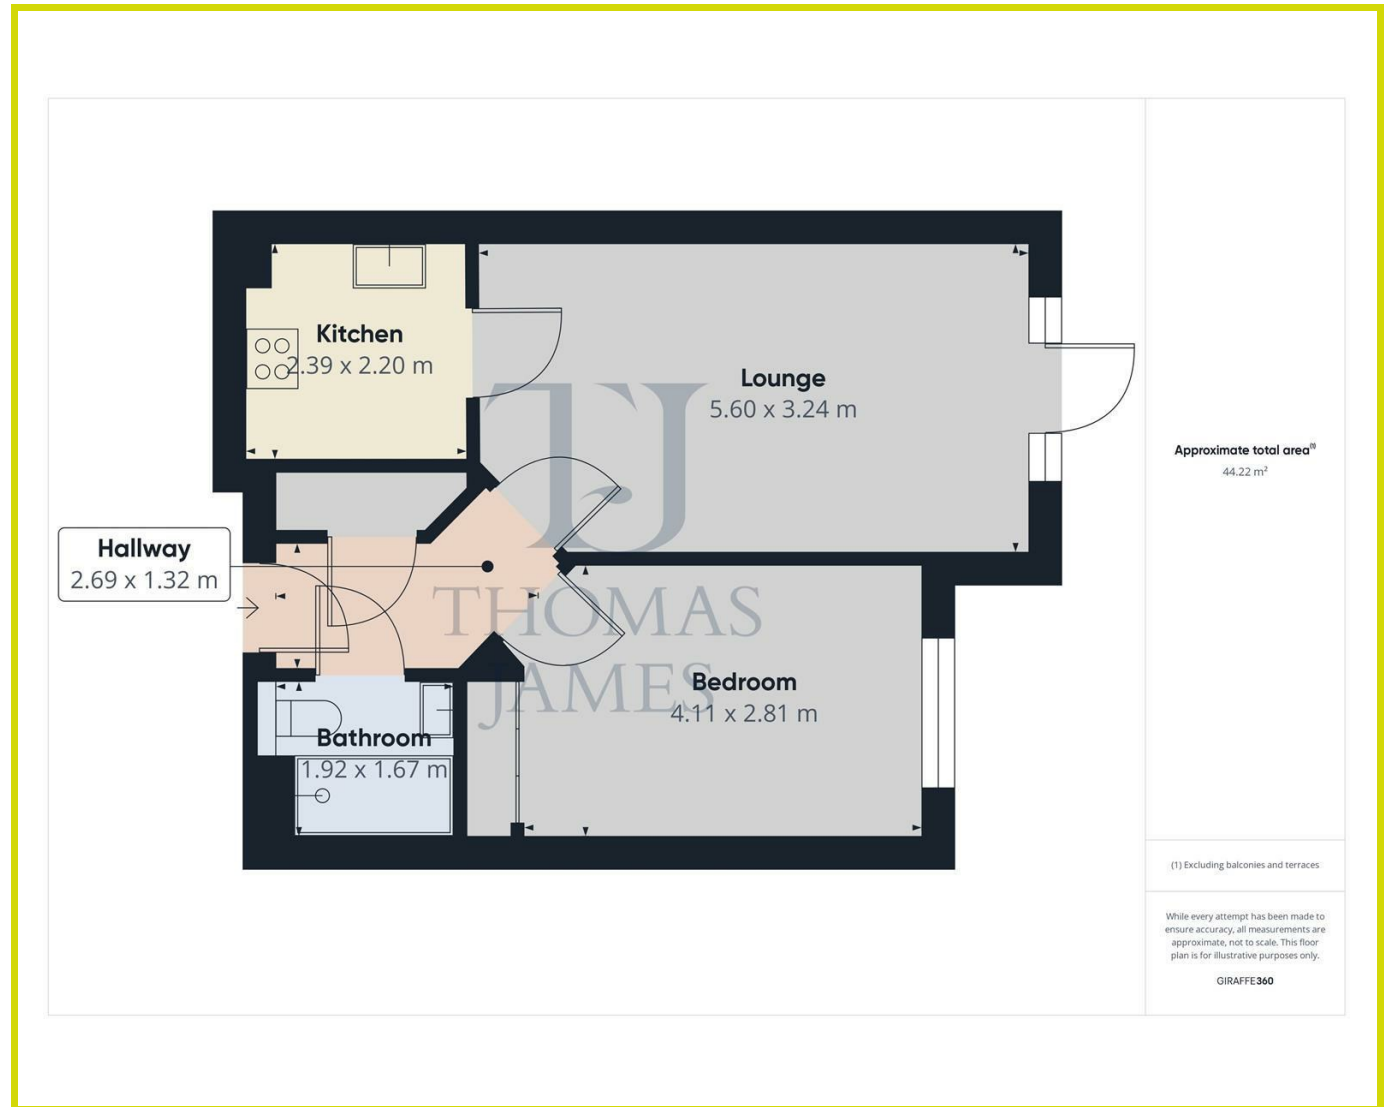 Kitchen
2.39 x 2.20 m
Lounge
5.60 x 3.24 m
Hallway
2.69 x 1.32 m
Bedroom
4.11 x 2.81 m
Bathroom
1.92 x 1.67 m
TJ
THOMAS
JAMES
Approximate total area(1)
44.22 m²
(1) Excluding balconies and terraces
While every attempt has been made to
ensure accuracy, all measurements are
approximate, not to scale. This floor
plan is for illustrative purposes only.
GIRAFFE360